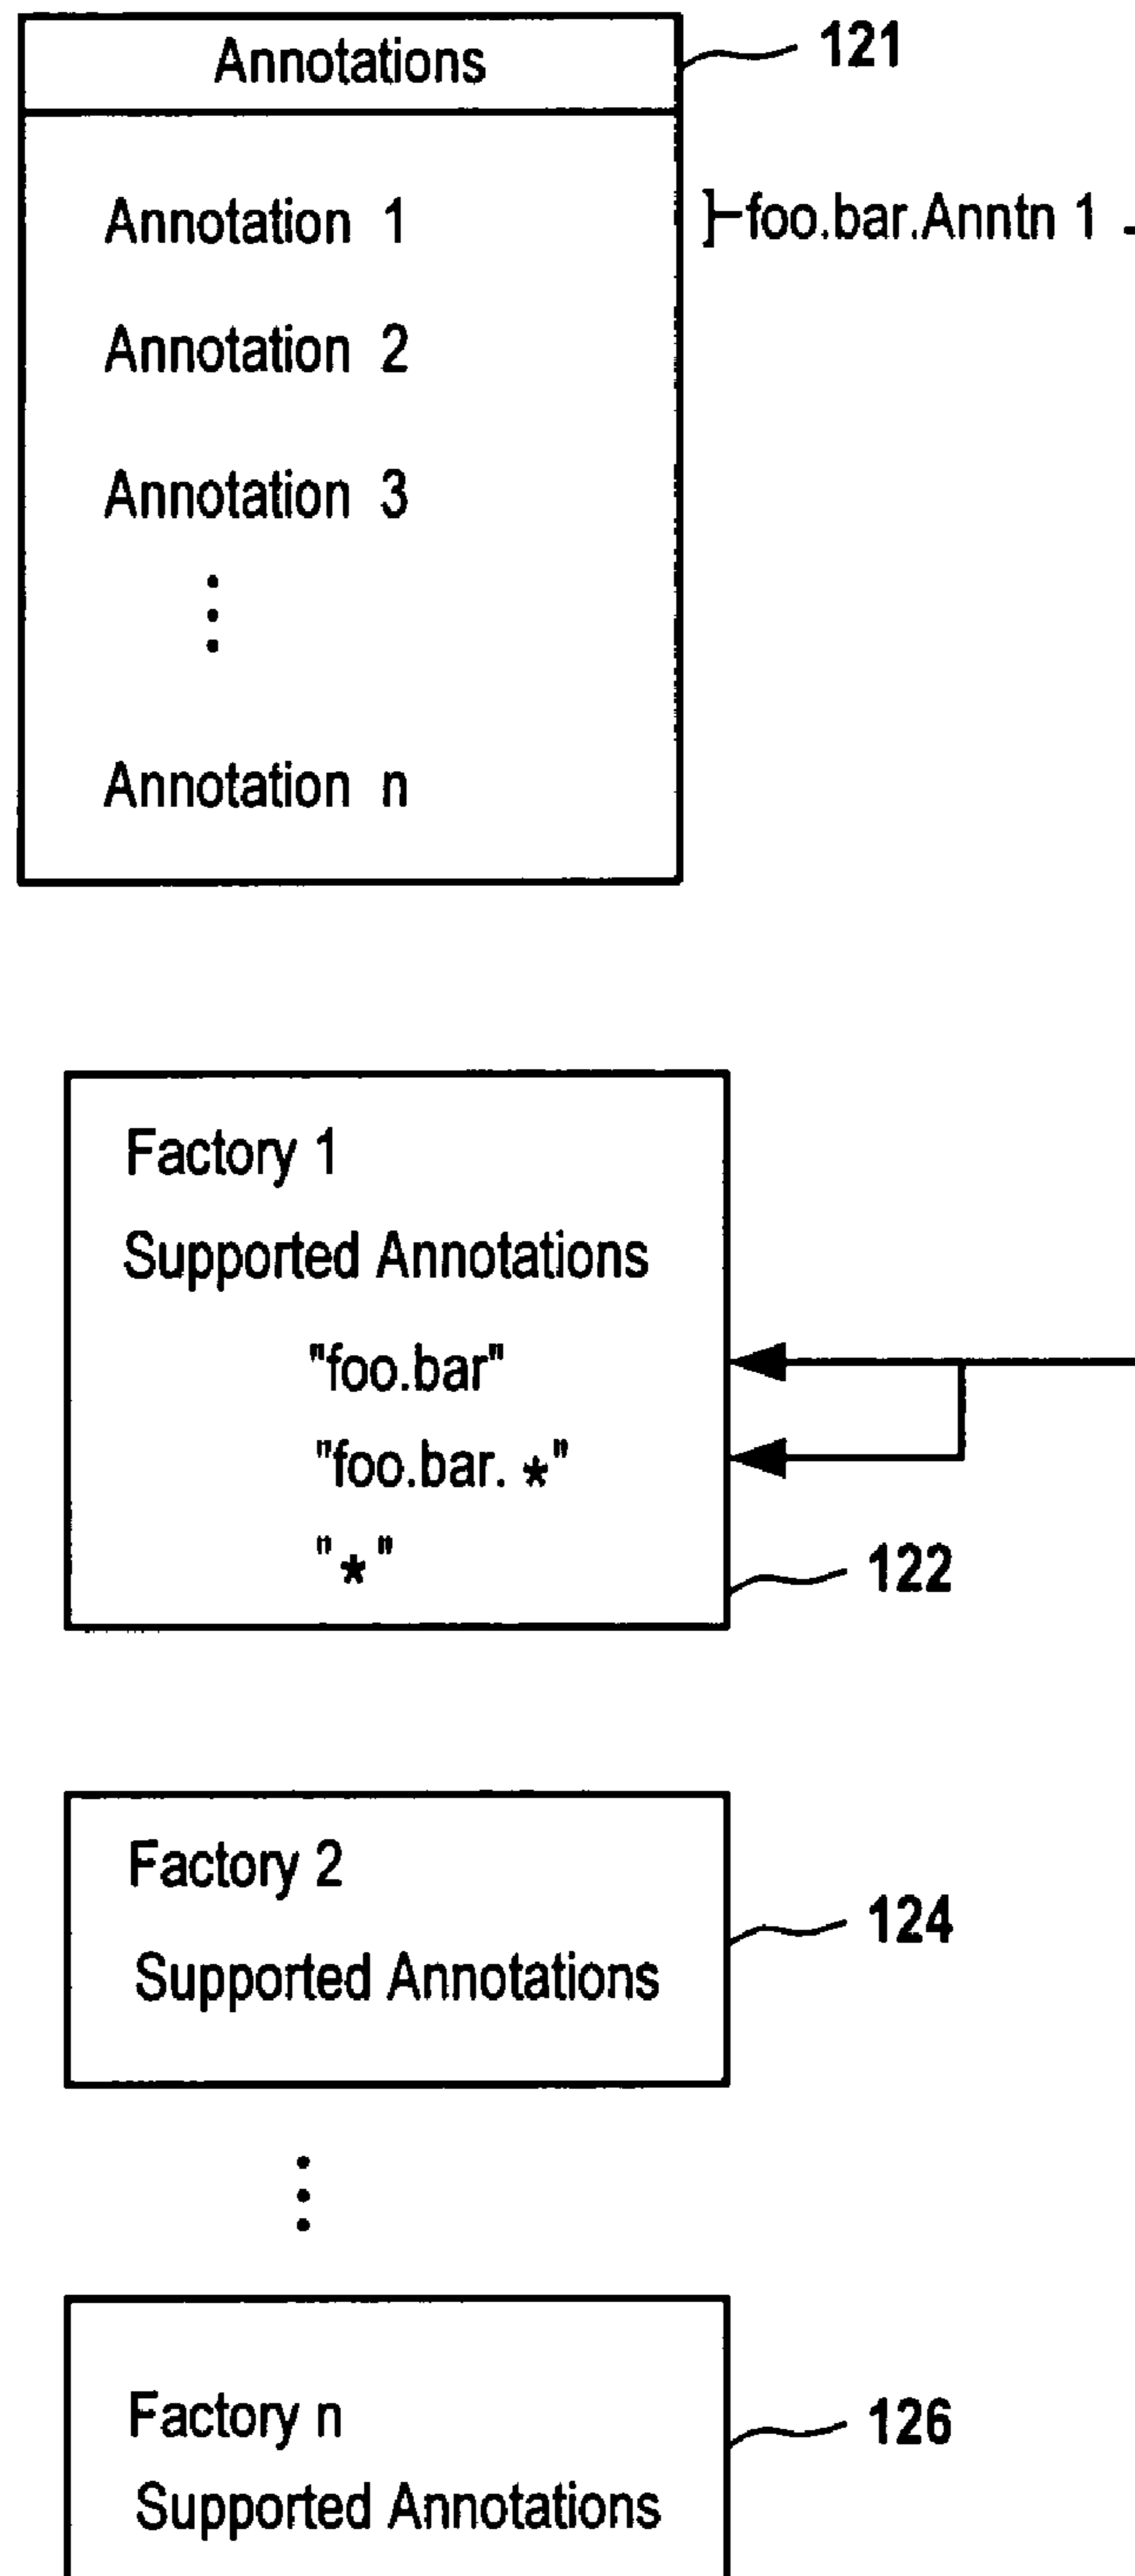 Annotations
121
Annotation 1
foo.bar.Anntn 1
Annotation 2
Annotation 3
Annotation n
Factory 1
Supported Annotations
"foo.bar"
"foo.bar. *"
"*"
122
Factory 2
124
Supported Annotations
Factory n
126
Supported Annotations